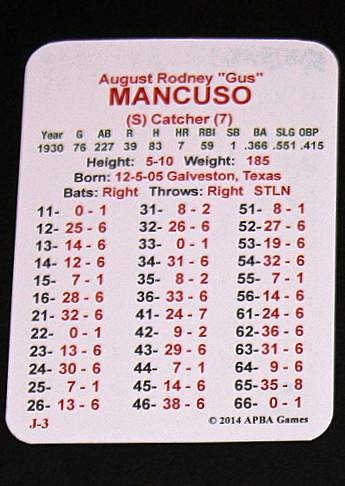 August Rodney "Gus"
MANCUSO
(S) Catcher (7)
Year G AB R H HR RBI SB BA SLG OBP
1930 76 227 39 83 7 59 1 .366 .551 .415
Height: 5-10 Weight: 185
Born: 12-5-05 Galveston, Texas
Bats: Right Throws: Right STLN
11- 0 - 1 31- 8 - 2 51- 8 - 1
12- 25 - 6 32- 26 - 6 52- 27 - 6
13- 14 - 6 33- 0 - 1 53- 19 - 6
14- 12 - 6 34- 31 - 6 54- 32 - 6
15- 7 - 1 35- 8 - 2 55- 7 - 1
16- 28 - 6 36- 33 - 6 56- 14 - 6
21- 32 - 6 41- 24 - 7 61- 24 - 6
22- 0 - 1 42- 9 - 2 62- 36 - 6
23- 13 - 6 43- 29 - 6 63- 31 - 6
24- 30 - 6 44- 7 - 1 64- 9 - 6
25- 7 - 1 45- 14 - 6 65- 35 - 8
26- 13 - 6 46- 38 - 6 66- 0 - 1
J-3 © 2014 APBA Games